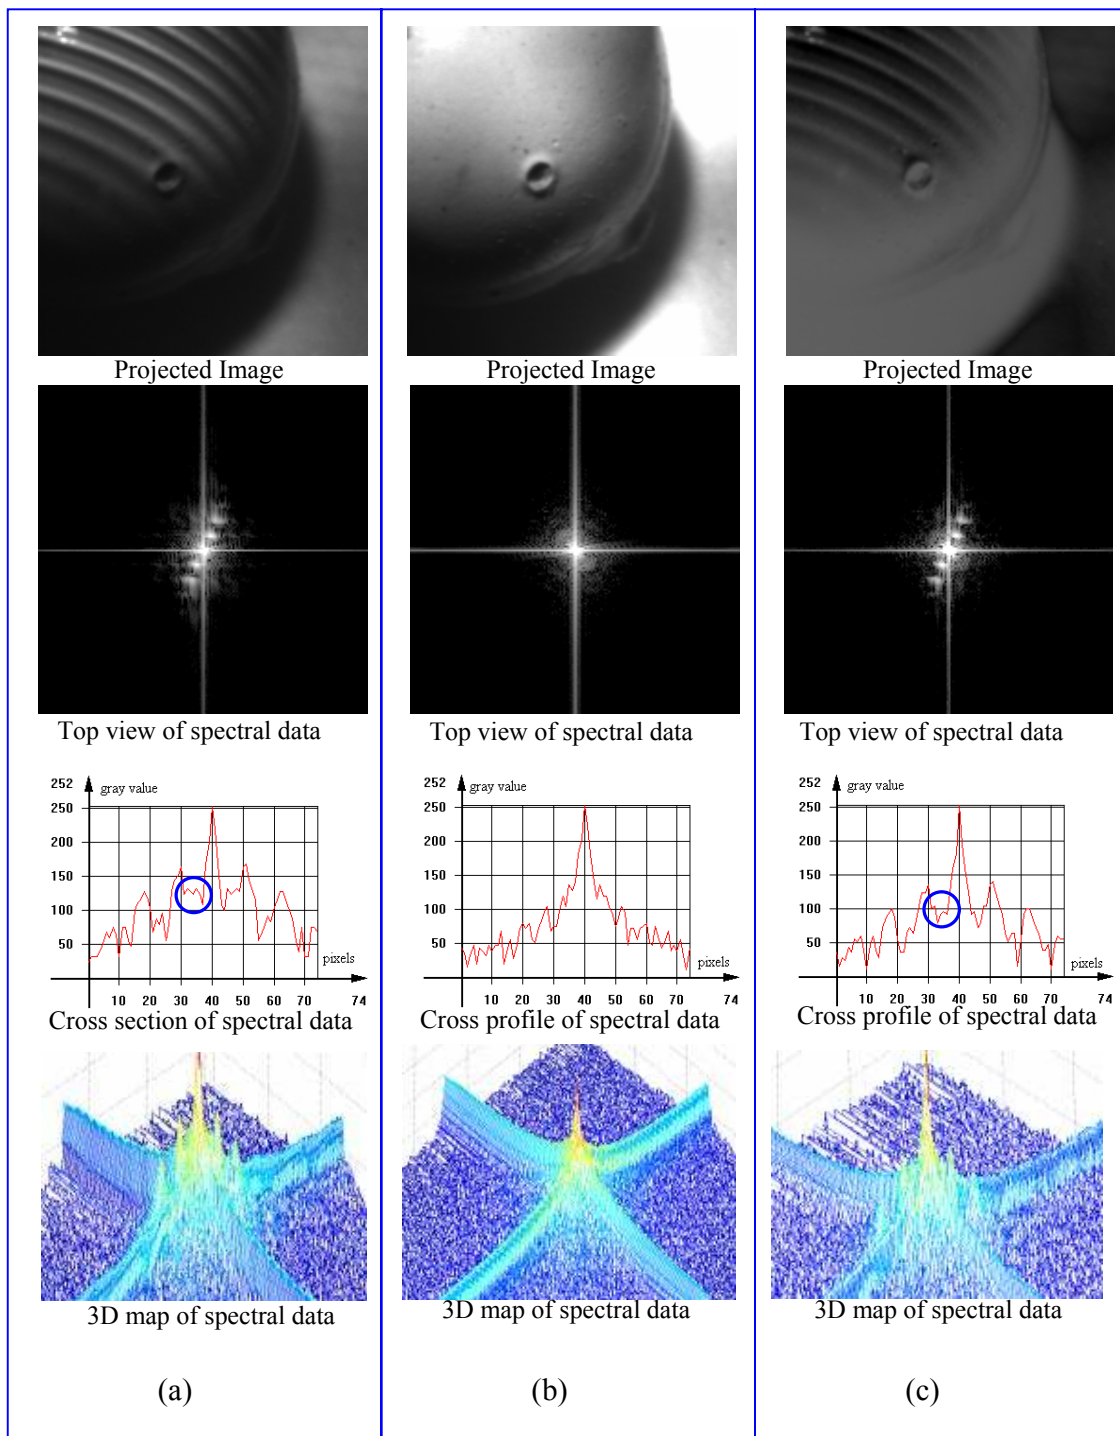 Projected Image
Projected Image
Projected Image
Top view of spectral data
Top view of spectral data
Top view of spectral data
252
gray value
250
200
150
100
50
pixels
10 20 30 40 50 60 70 74
Cross section of spectral data
252
gray value
250
200
150
100
50
pixels
10 20 30 40 50 60 70 74
Cross profile of spectral data
252
gray value
250
200
150
100
50
pixels
10 20 30 40 50 60 70 74
Cross profile of spectral data
3D map of spectral data
3D map of spectral data
3D map of spectral data
(a)
(b)
(c)